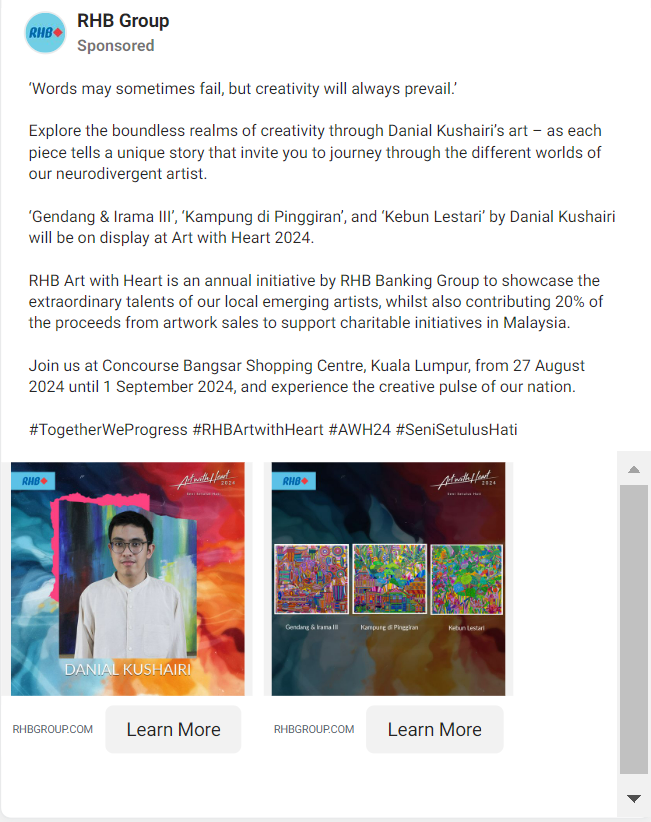 RHB Group
Sponsored
‘Words may sometimes fail, but creativity will always prevail.’
Explore the boundless realms of creativity through Danial Kushairi’s art – as each
piece tells a unique story that invite you to journey through the different worlds of
our neurodivergent artist.
‘Gendang & Irama III’, ‘Kampung di Pinggiran’, and ‘Kebun Lestari’ by Danial Kushairi
will be on display at Art with Heart 2024.
RHB Art with Heart is an annual initiative by RHB Banking Group to showcase the
extraordinary talents of our local emerging artists, whilst also contributing 20% of
the proceeds from artwork sales to support charitable initiatives in Malaysia.
Join us at Concourse Bangsar Shopping Centre, Kuala Lumpur, from 27 August
2024 until 1 September 2024, and experience the creative pulse of our nation.
#TogetherWeProgress #RHBArtwithHeart #AWH24 #SeniSetulusHati
RHB
Art with Heart
2024
Seni Setulus Hati
DANIAL KUSHAIRI
RHB
Art with Heart
2024
Seni Setulus Hati
Gendang & Irama III
Kampung di Pinggiran
Kebun Lestari
RHBGROUP.COM
Learn More
RHBGROUP.COM
Learn More
RHB